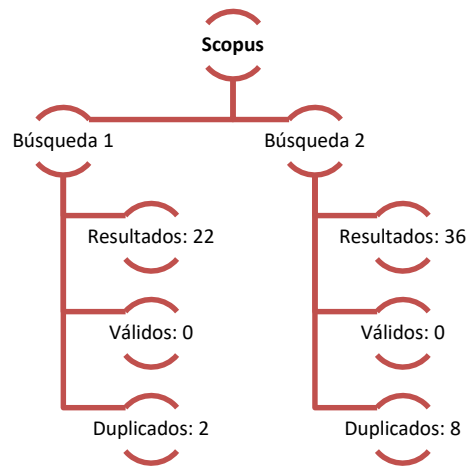 Scopus
Búsqueda 1
Resultados: 22
Válidos: 0
Duplicados: 2
Búsqueda 2
Resultados: 36
Válidos: 0
Duplicados: 8